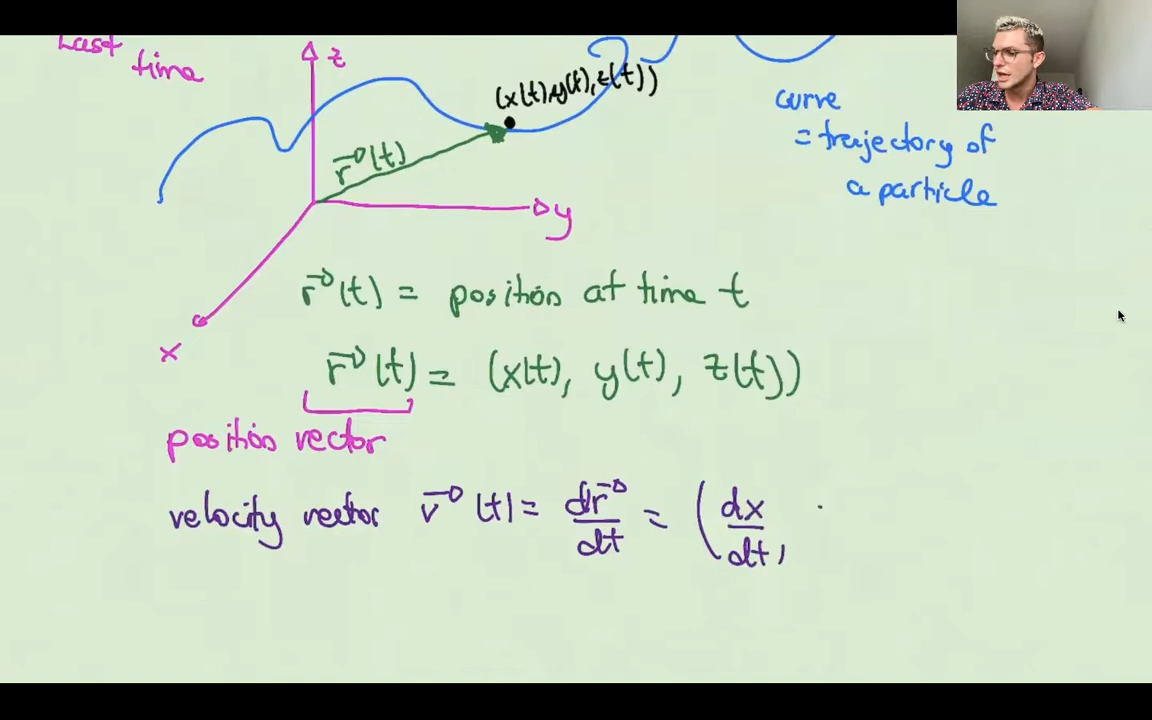 Last
time
z
(x(t), y(t), z(t))
curve
= trajectory of
a particle
r⃗(t)
y
x
r⃗(t) = position at time t
r⃗(t) = (x(t), y(t), z(t))
position vector
velocity vector v⃗(t) = dr⃗/dt = (dx/dt,